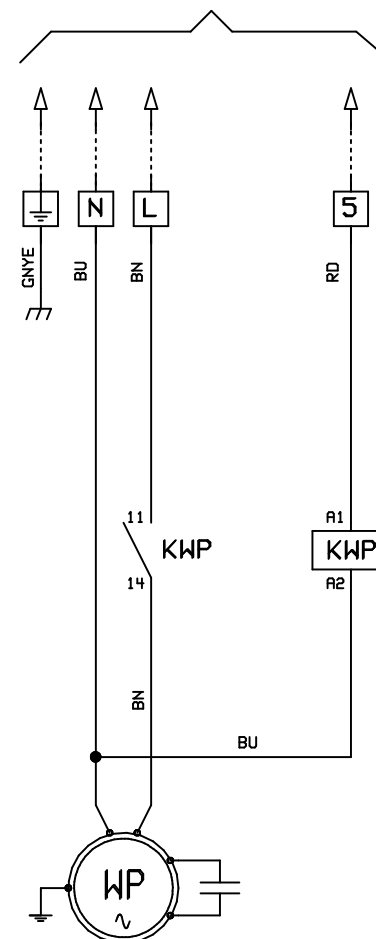 N L 5
GNYE BU BN RD
11 A1
KWP KWP
14 A2
BN
BU
WP